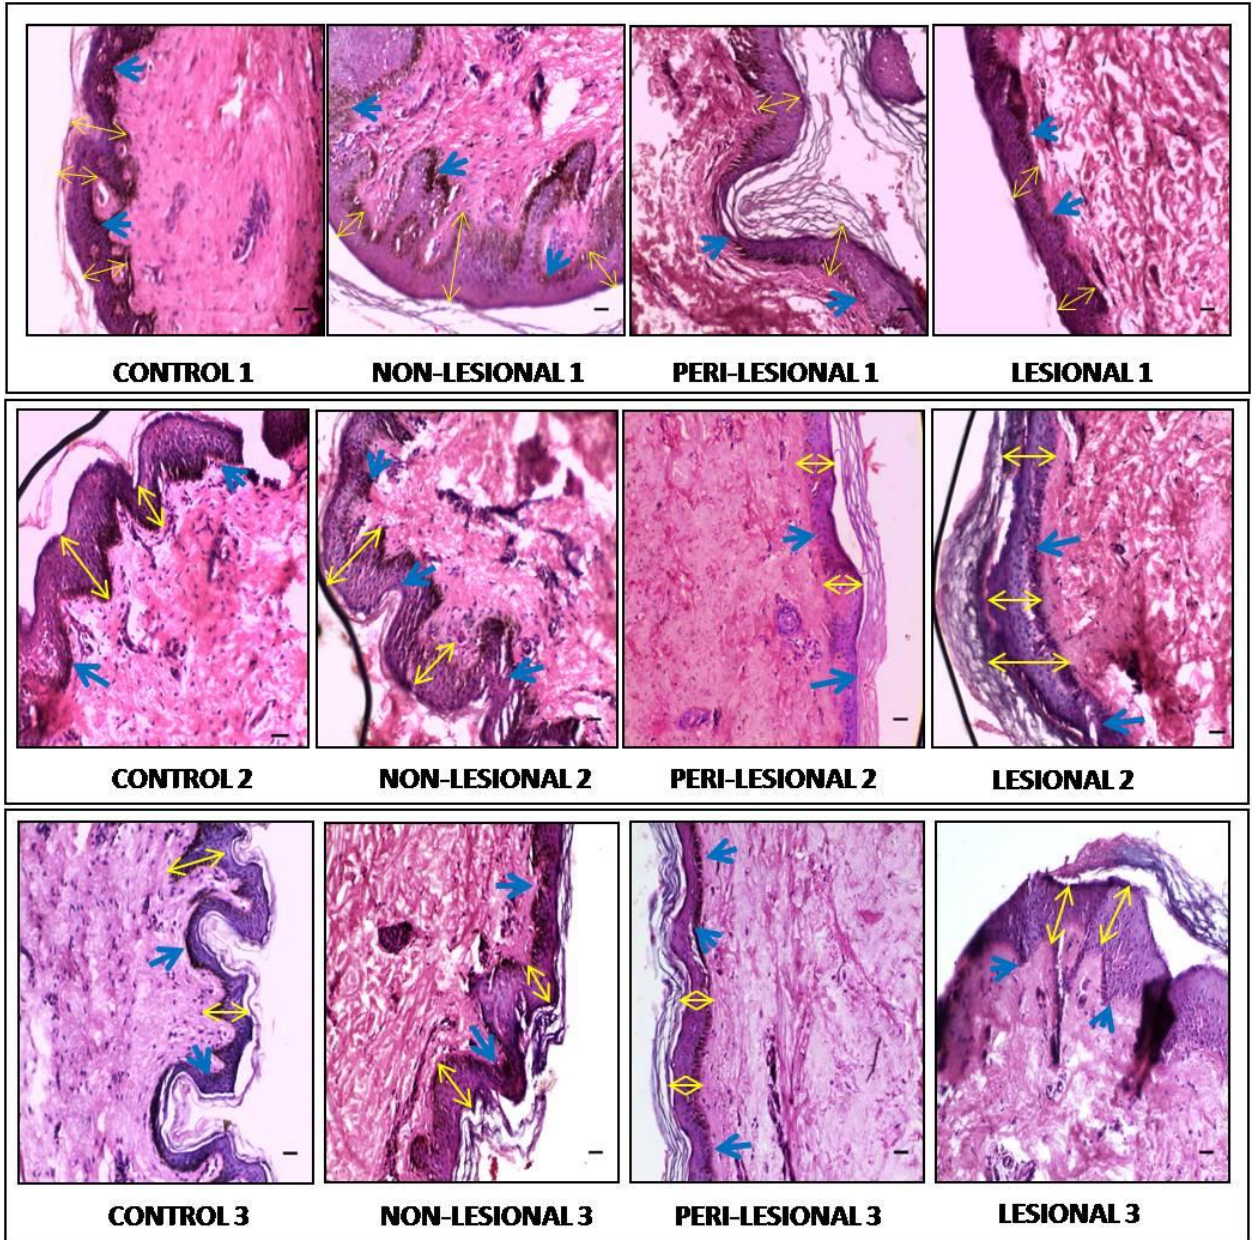 CONTROL 1 NON-LESIONAL 1 PERI-LESIONAL 1 LESIONAL 1
CONTROL 2 NON-LESIONAL 2 PERI-LESIONAL 2 LESIONAL 2
CONTROL 3 NON-LESIONAL 3 PERI-LESIONAL 3 LESIONAL 3